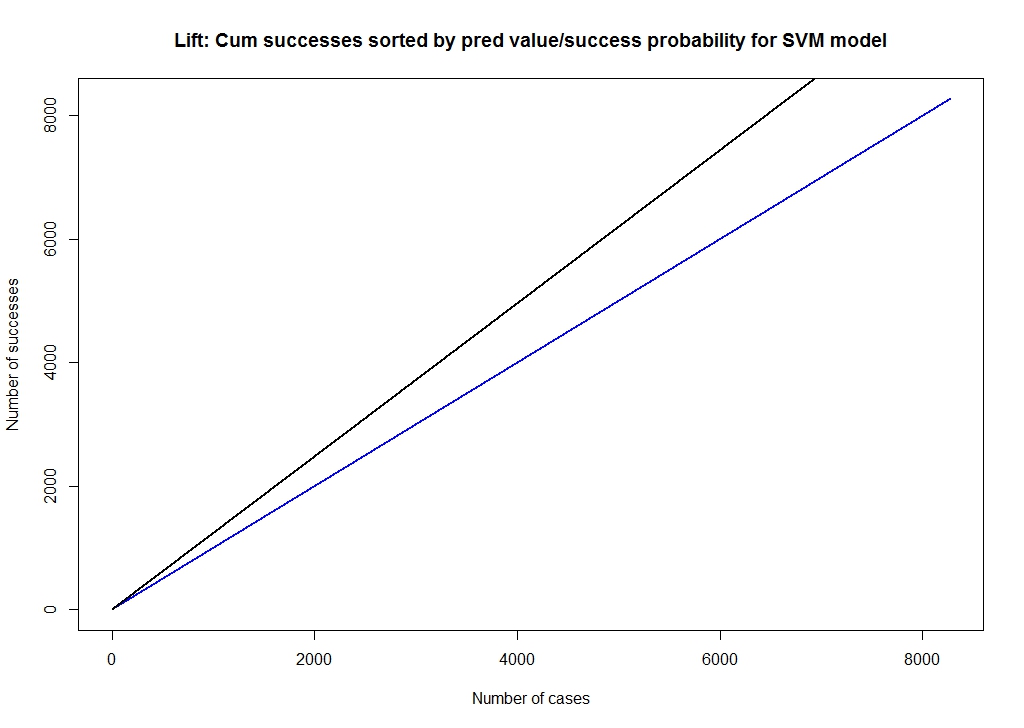 Lift: Cum successes sorted by pred value/success probability for SVM model
8000
6000
4000
2000
0
Number of successes
0 2000 4000 6000 8000
Number of cases